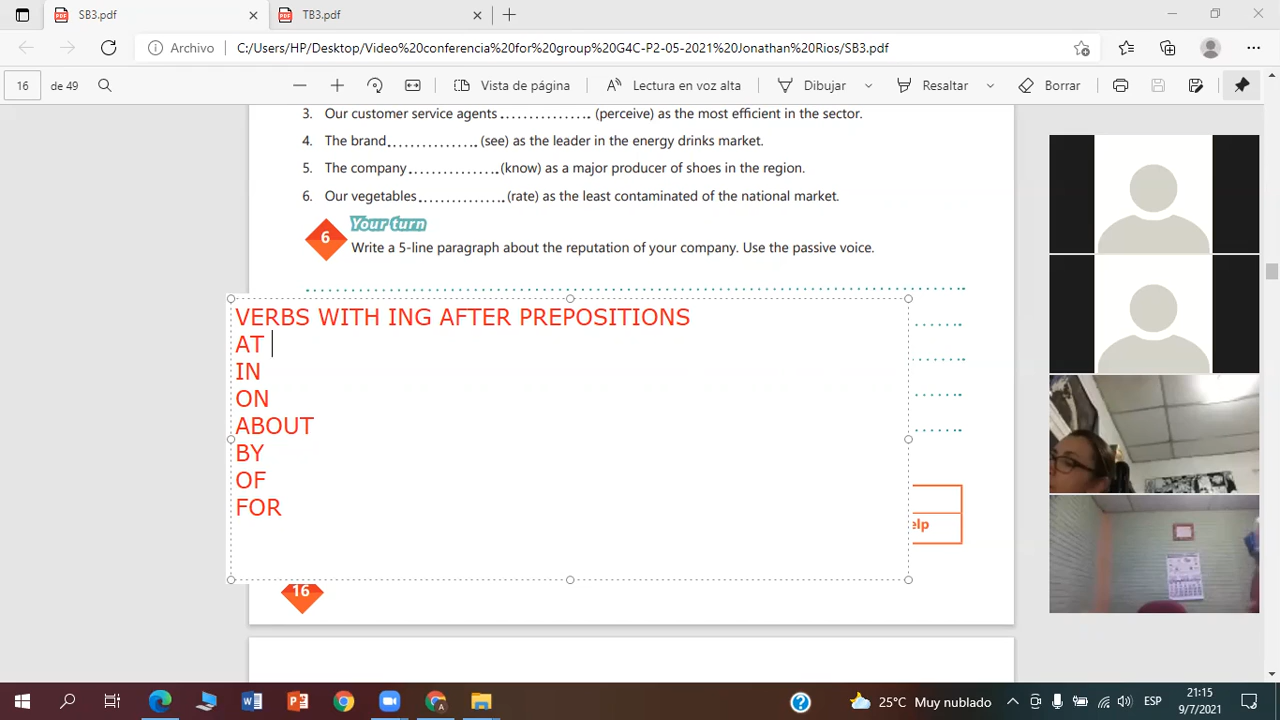 SB3.pdf
TB3.pdf
Archivo
C:/Users/HP/Desktop/Video%20conferencia%20for%20group%20G4C-P2-05-2021%20Jonathan%20Rios/SB3.pdf
16 de 49
Vista de página
Lectura en voz alta
Dibujar
Resaltar
Borrar
3. Our customer service agents ............... (perceive) as the most efficient in the sector.
4. The brand ............... (see) as the leader in the energy drinks market.
5. The company ............... (know) as a major producer of shoes in the region.
6. Our vegetables ............... (rate) as the least contaminated of the national market.
Your turn
6
Write a 5-line paragraph about the reputation of your company. Use the passive voice.
VERBS WITH ING AFTER PREPOSITIONS
AT
IN
ON
ABOUT
BY
OF
FOR
elp
16
25°C Muy nublado
ESP
21:15
9/7/2021